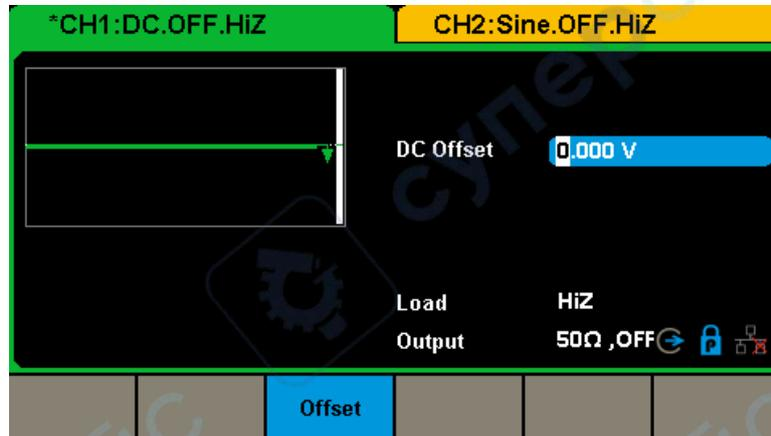 *CH1:DC.OFF.HiZ
CH2:Sine.OFF.HiZ
DC Offset 0.000 V
Load HiZ
Output 50Ω ,OFF
P
Offset